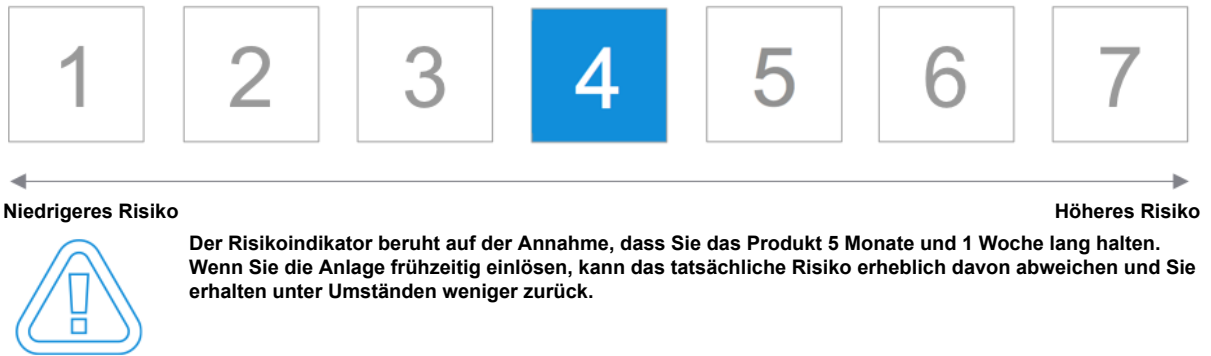 1 2 3 4 5 6 7
Niedrigeres Risiko Höheres Risiko
Der Risikoindikator beruht auf der Annahme, dass Sie das Produkt 5 Monate und 1 Woche lang halten.
Wenn Sie die Anlage frühzeitig einlösen, kann das tatsächliche Risiko erheblich davon abweichen und Sie
erhalten unter Umständen weniger zurück.